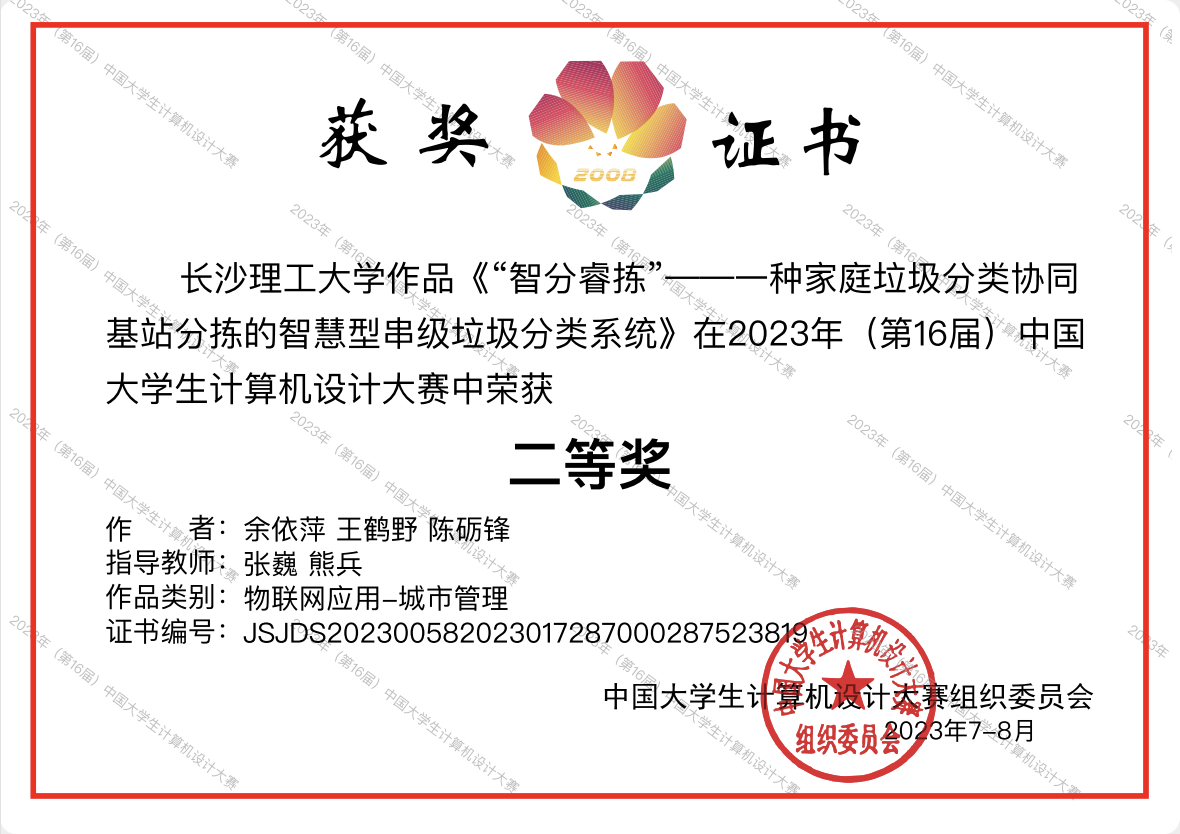 获奖 证书
2008
长沙理工大学作品《“智分睿拣”———一种家庭垃圾分类协同
基站分拣的智慧型串级垃圾分类系统》在2023年（第16届）中国
大学生计算机设计大赛中荣获
二等奖
作　　者：余依萍 王鹤野 陈砺锋
指导教师：张巍 熊兵
作品类别：物联网应用-城市管理
证书编号：JSJDS202300582023017287000287523819
中国大学生计算机设计大赛组织委员会
2023年7-8月
中国大学生计算机设计大赛
组织委员会
2023年（第16届）中国大学生计算机设计大赛